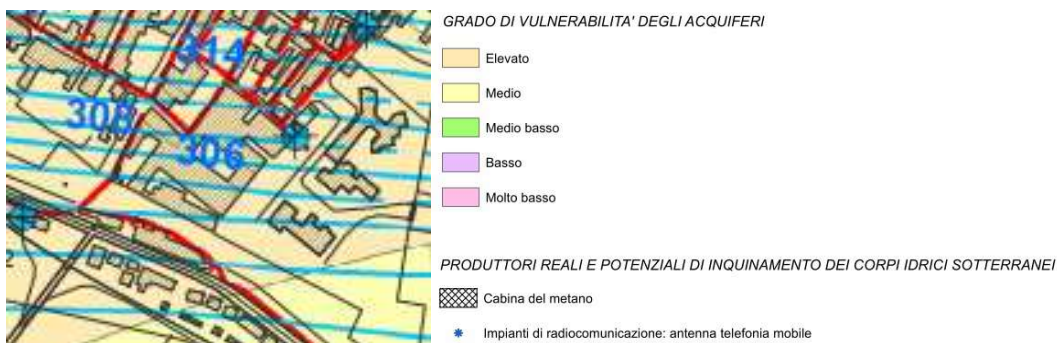 314
308
306
GRADO DI VULNERABILITA' DEGLI ACQUIFERI
Elevato
Medio
Medio basso
Basso
Molto basso
PRODUTTORI REALI E POTENZIALI DI INQUINAMENTO DEI CORPI IDRICI SOTTERRANEI
Cabina del metano
Impianti di radiocomunicazione: antenna telefonia mobile